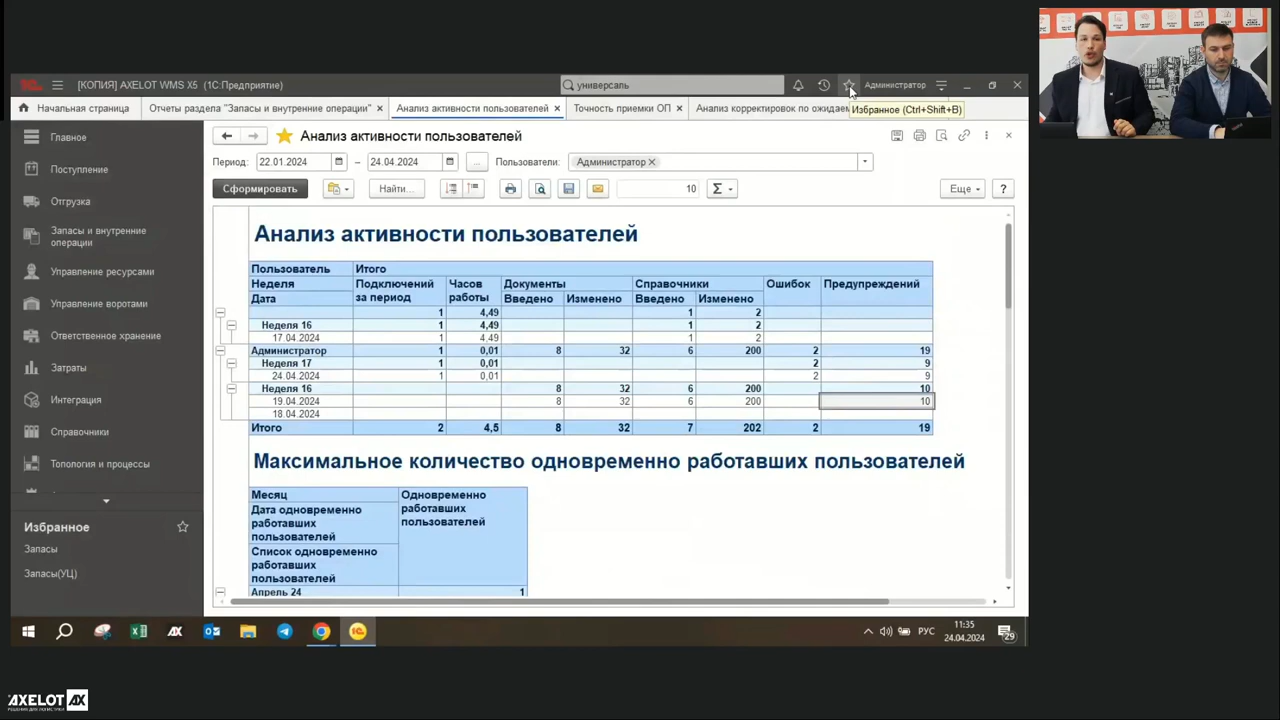 [КОПИЯ] AXELOT WMS X5 (1С:Предприятие)
универсаль
Администратор
Начальная страница
Отчеты раздела "Запасы и внутренние операции"
Анализ активности пользователей
Точность приемки ОП
Анализ корректировок по ожидаем
Избранное (Ctrl+Shift+B)
Главное
Поступление
Отгрузка
Запасы и внутренние операции
Управление ресурсами
Управление воротами
Ответственное хранение
Затраты
Интеграция
Справочники
Топология и процессы
Избранное
Запасы
Запасы(УЦ)
Анализ активности пользователей
Период: 22.01.2024 – 24.04.2024 ... Пользователи: Администратор
Сформировать Найти... 10 Σ Еще ?
Анализ активности пользователей
Пользователь Итого
Неделя Подключений за период Часов работы Документы Справочники Ошибок Предупреждений
Дата Введено Изменено Введено Изменено
1 4,49 1 2
Неделя 16 1 4,49 1 2
17.04.2024 1 4,49 1 2
Администратор 1 0,01 8 32 6 200 2 19
Неделя 17 1 0,01 2 9
24.04.2024 1 0,01 2 9
Неделя 16 8 32 6 200 10
19.04.2024 8 32 6 200 10
18.04.2024
Итого 2 4,5 8 32 7 202 2 19
Максимальное количество одновременно работавших пользователей
Месяц Одновременно работавших пользователей
Дата одновременно работавших пользователей
Список одновременно работавших пользователей
Апрель 24 1
РУС
11:35
24.04.2024
29
AXELOT AX